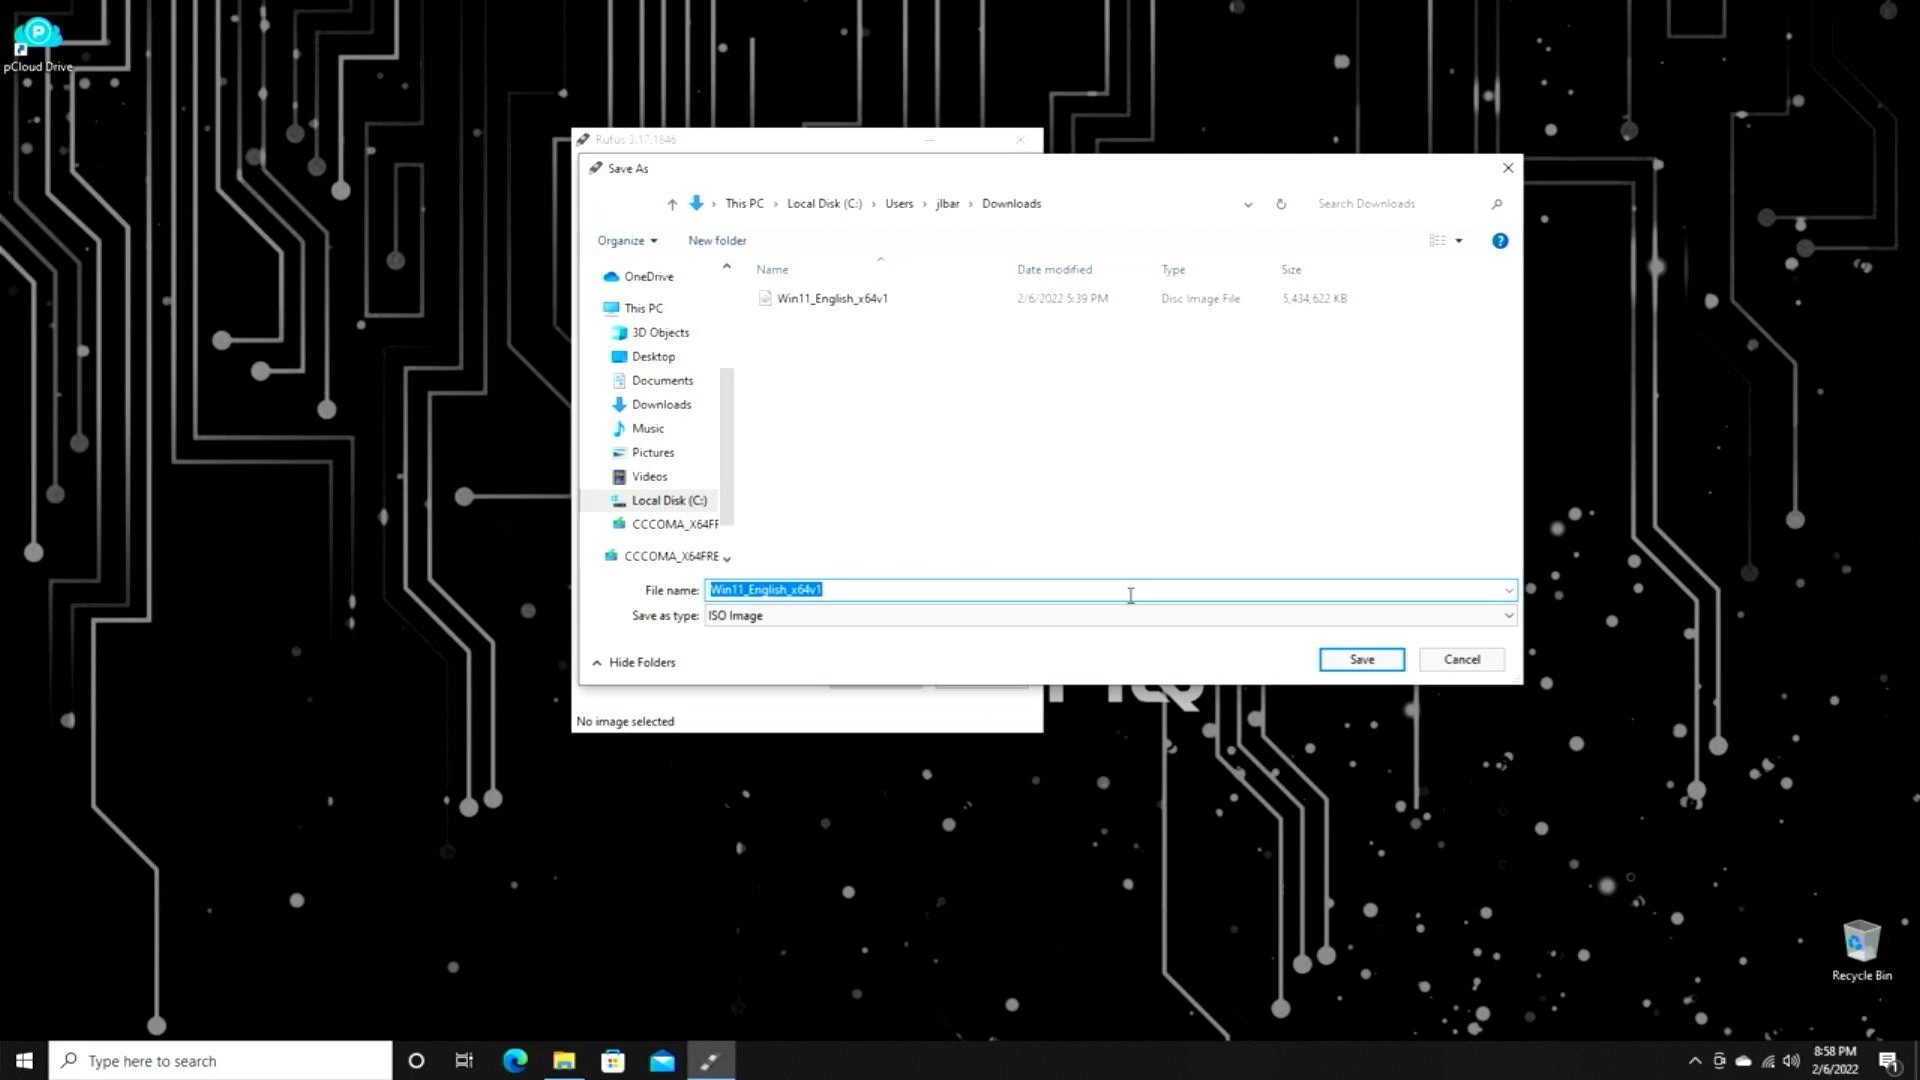 pCloud Drive
Rufus 3.17.1846
Save As
This PC > Local Disk (C:) > Users > jlbar > Downloads
Search Downloads
Organize
New folder
Name
Date modified
Type
Size
OneDrive
Win11_English_x64v1
2/6/2022 5:39 PM
Disc Image File
5,434,622 KB
This PC
3D Objects
Desktop
Documents
Downloads
Music
Pictures
Videos
Local Disk (C:)
CCCOMA_X64FF
CCCOMA_X64FRE
File name: Win11_English_x64v1
Save as type: ISO Image
Hide Folders
Save
Cancel
No image selected
Recycle Bin
Type here to search
8:58 PM
2/6/2022
1